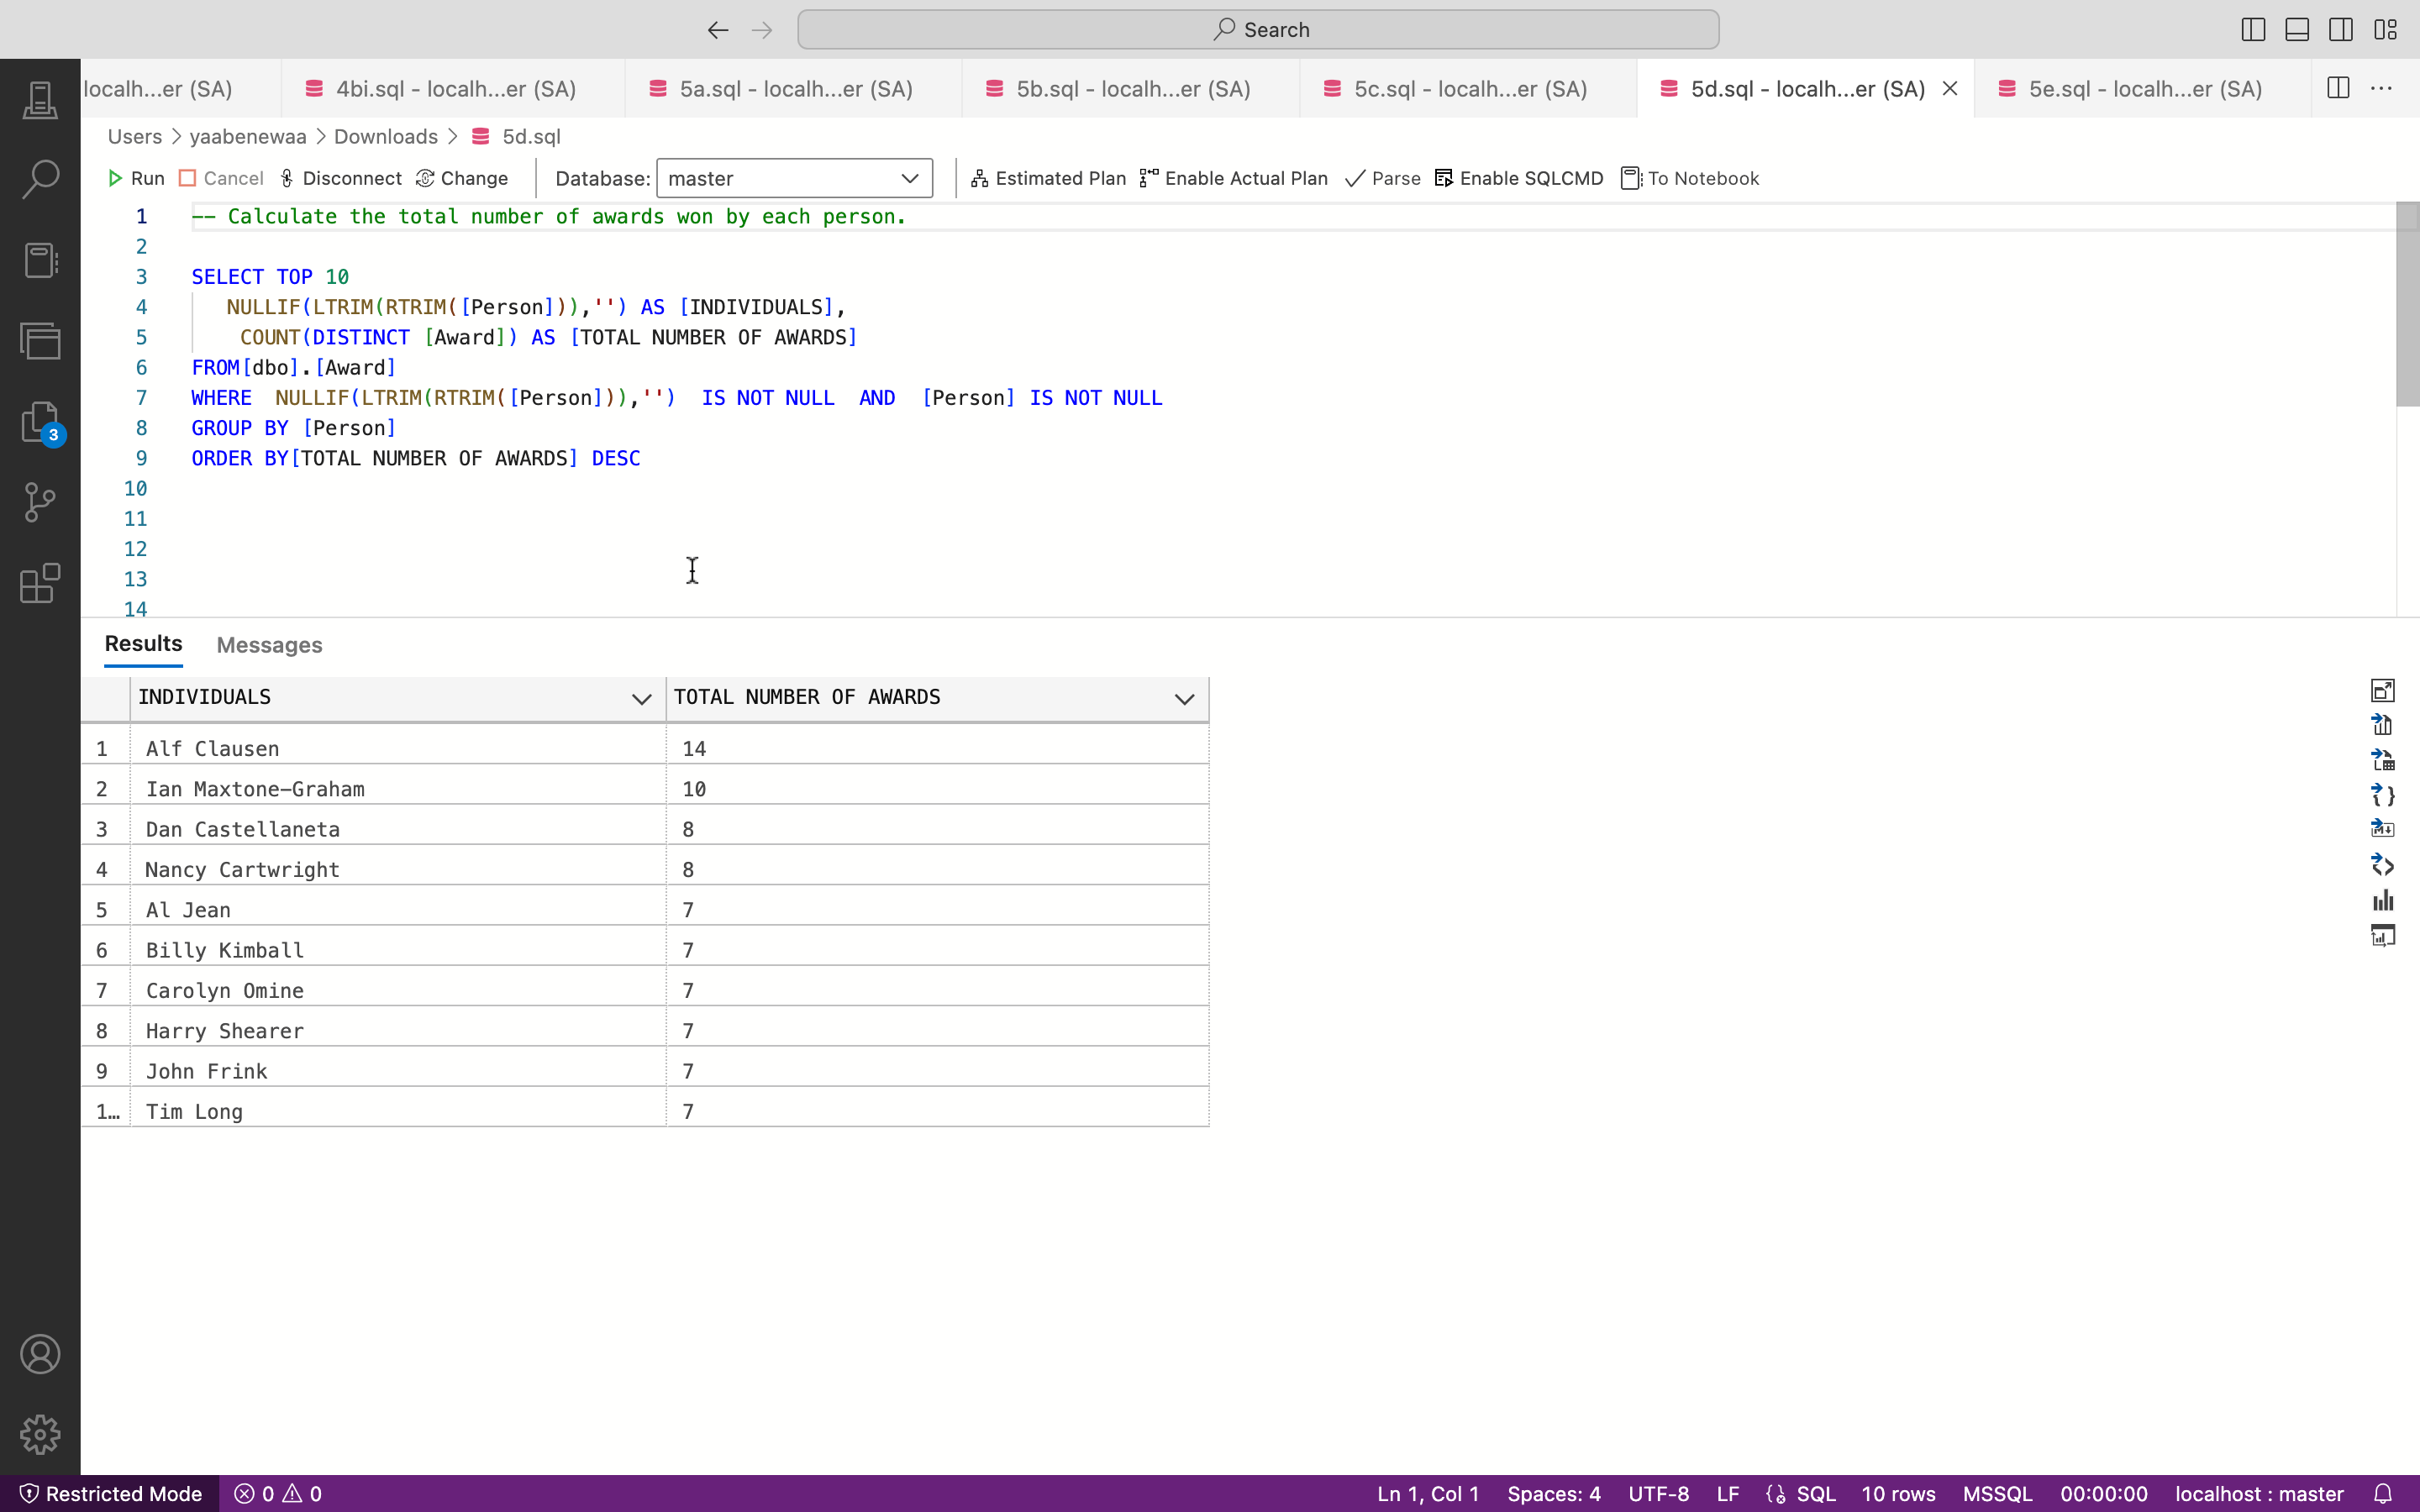 Search
localh...er (SA) 4bi.sql - localh...er (SA) 5a.sql - localh...er (SA) 5b.sql - localh...er (SA) 5c.sql - localh...er (SA) 5d.sql - localh...er (SA) 5e.sql - localh...er (SA)
Users > yaabenewaa > Downloads > 5d.sql
Run Cancel Disconnect Change Database: master Estimated Plan Enable Actual Plan Parse Enable SQLCMD To Notebook
1 -- Calculate the total number of awards won by each person.
2
3 SELECT TOP 10
4 NULLIF(LTRIM(RTRIM([Person])),'') AS [INDIVIDUALS],
5 COUNT(DISTINCT [Award]) AS [TOTAL NUMBER OF AWARDS]
6 FROM[dbo].[Award]
7 WHERE  NULLIF(LTRIM(RTRIM([Person])),'')  IS NOT NULL  AND  [Person] IS NOT NULL
8 GROUP BY [Person]
9 ORDER BY[TOTAL NUMBER OF AWARDS] DESC
10
11
12
13
14
3
Results Messages
INDIVIDUALS TOTAL NUMBER OF AWARDS
1 Alf Clausen 14
2 Ian Maxtone-Graham 10
3 Dan Castellaneta 8
4 Nancy Cartwright 8
5 Al Jean 7
6 Billy Kimball 7
7 Carolyn Omine 7
8 Harry Shearer 7
9 John Frink 7
1… Tim Long 7
Restricted Mode 0 0 Ln 1, Col 1 Spaces: 4 UTF-8 LF SQL 10 rows MSSQL 00:00:00 localhost : master